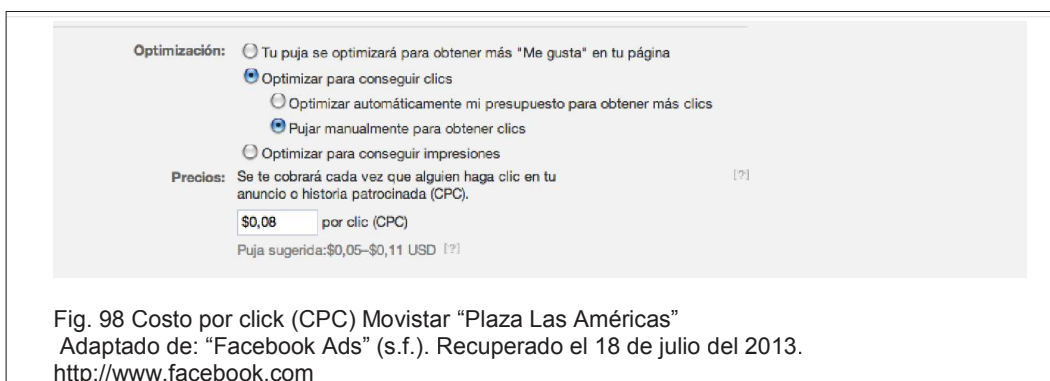 Optimización: Tu puja se optimizará para obtener más "Me gusta" en tu página
Optimizar para conseguir clics
Optimizar automáticamente mi presupuesto para obtener más clics
Pujar manualmente para obtener clics
Optimizar para conseguir impresiones
Precios: Se te cobrará cada vez que alguien haga clic en tu [?]
anuncio o historia patrocinada (CPC).
$0,08 por clic (CPC)
Puja sugerida:$0,05–$0,11 USD [?]
Fig. 98 Costo por click (CPC) Movistar “Plaza Las Américas”
Adaptado de: “Facebook Ads” (s.f.). Recuperado el 18 de julio del 2013.
http://www.facebook.com